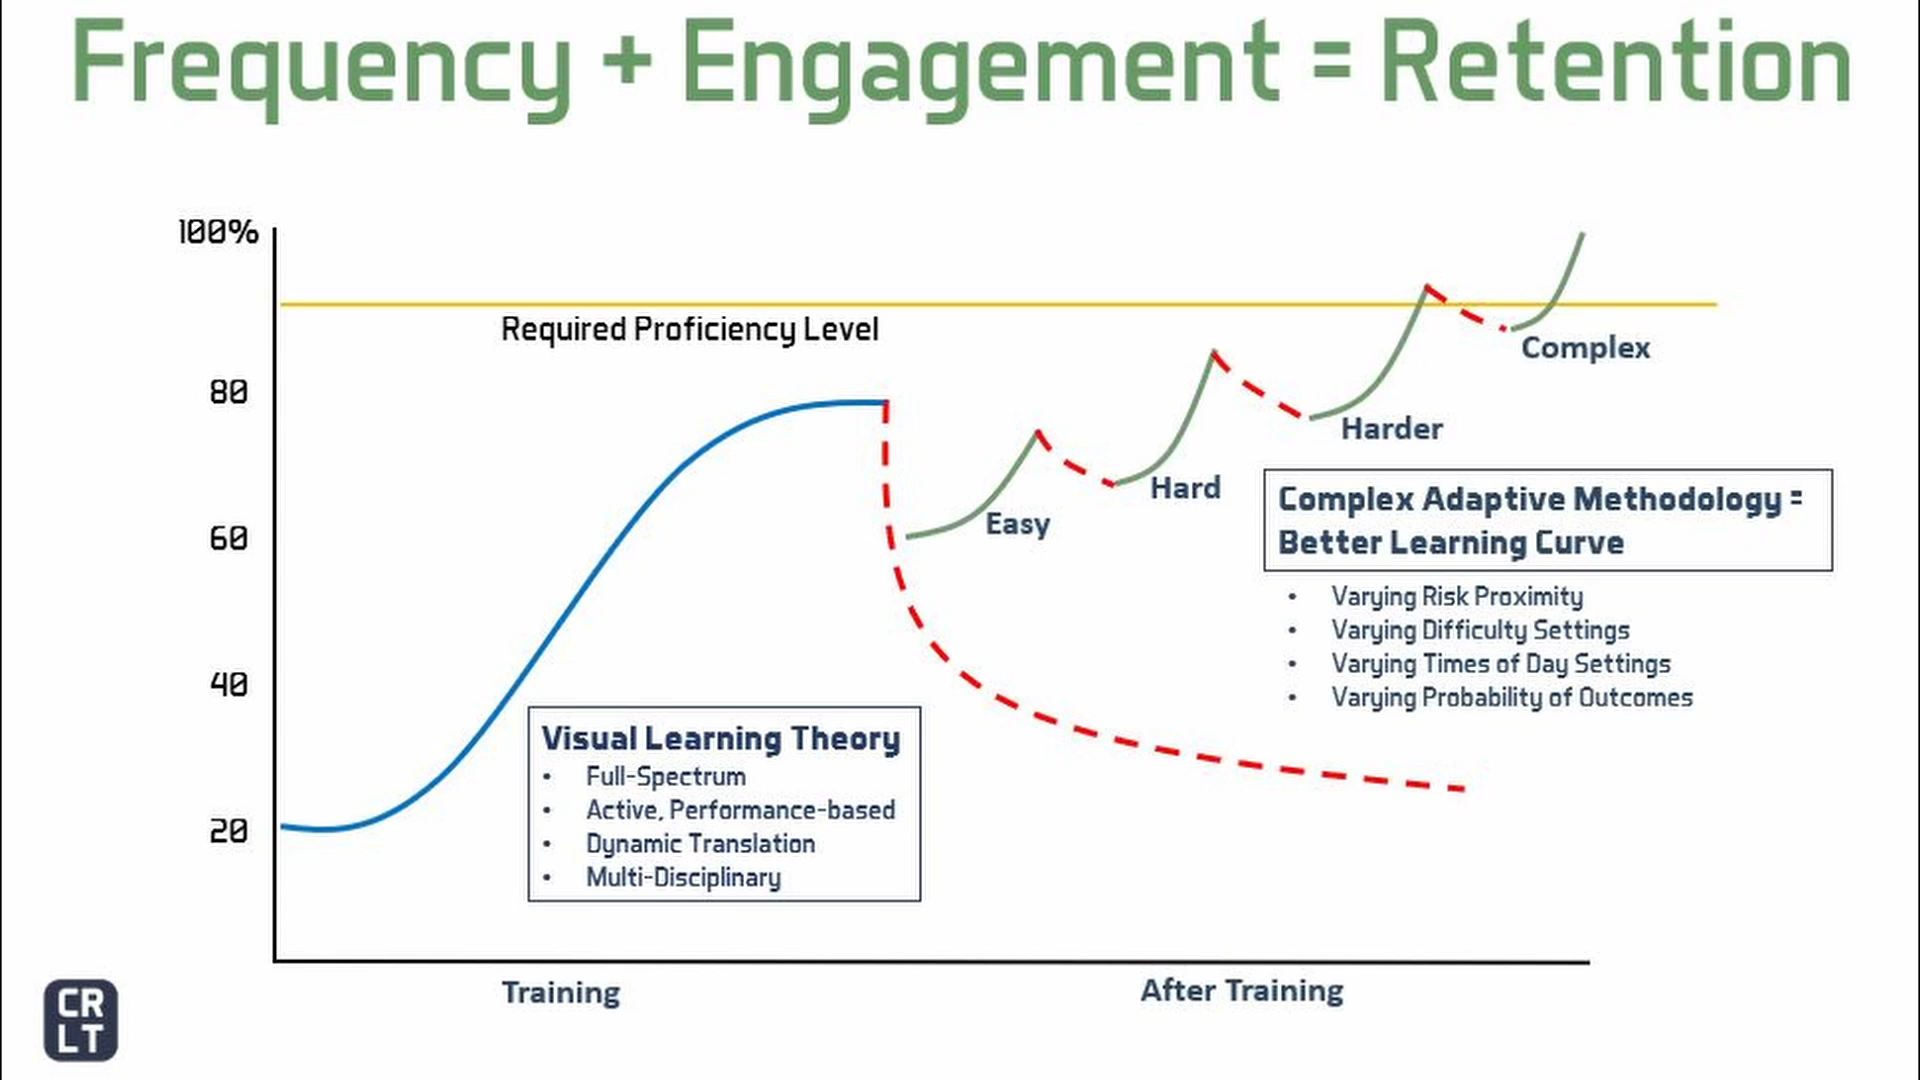 Frequency + Engagement = Retention
100%
Required Proficiency Level
80
60
40
20
Easy
Hard
Harder
Complex
Complex Adaptive Methodology =
Better Learning Curve
• Varying Risk Proximity
• Varying Difficulty Settings
• Varying Times of Day Settings
• Varying Probability of Outcomes
Visual Learning Theory
• Full-Spectrum
• Active, Performance-based
• Dynamic Translation
• Multi-Disciplinary
Training
After Training
CR
LT